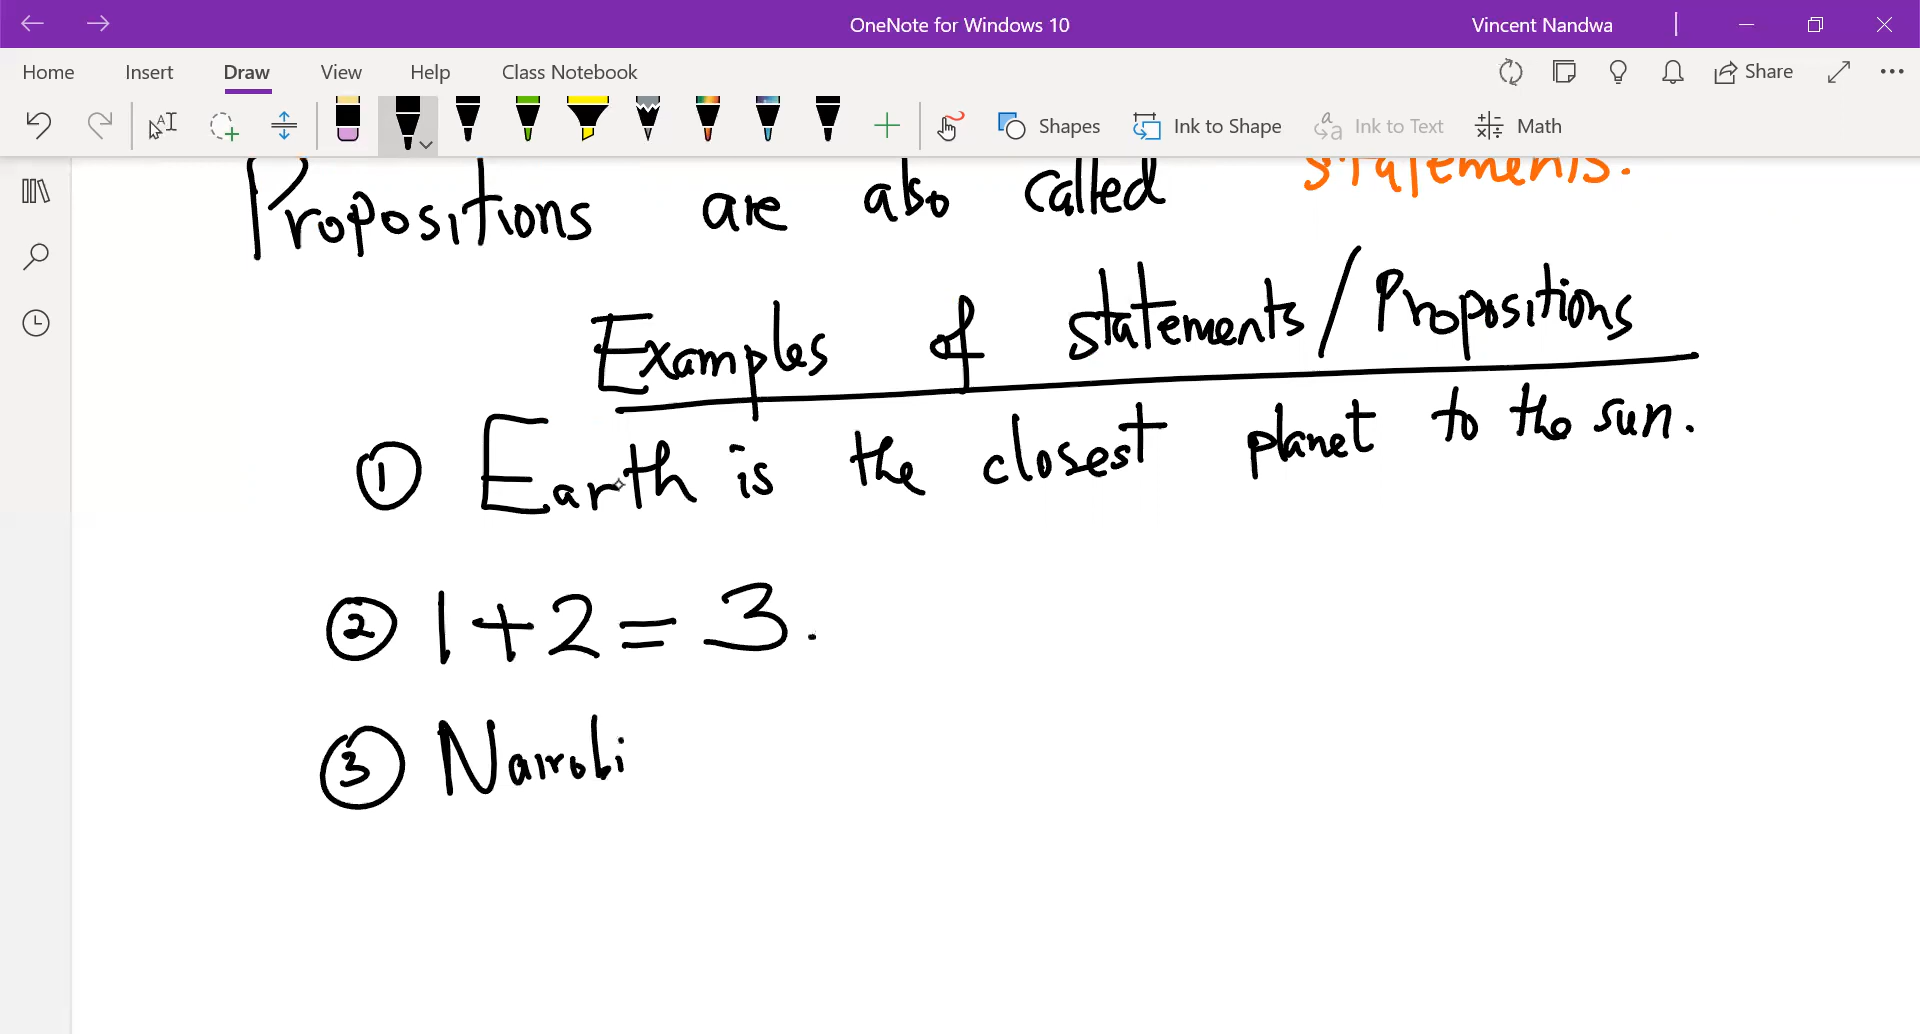 OneNote for Windows 10
Vincent Nandwa
Home Insert Draw View Help Class Notebook
Share
Shapes Ink to Shape Ink to Text Math
Propositions are also called statements.
Examples of statements/Propositions
① Earth is the closest planet to the sun.
② 1+2=3.
③ Nairobi